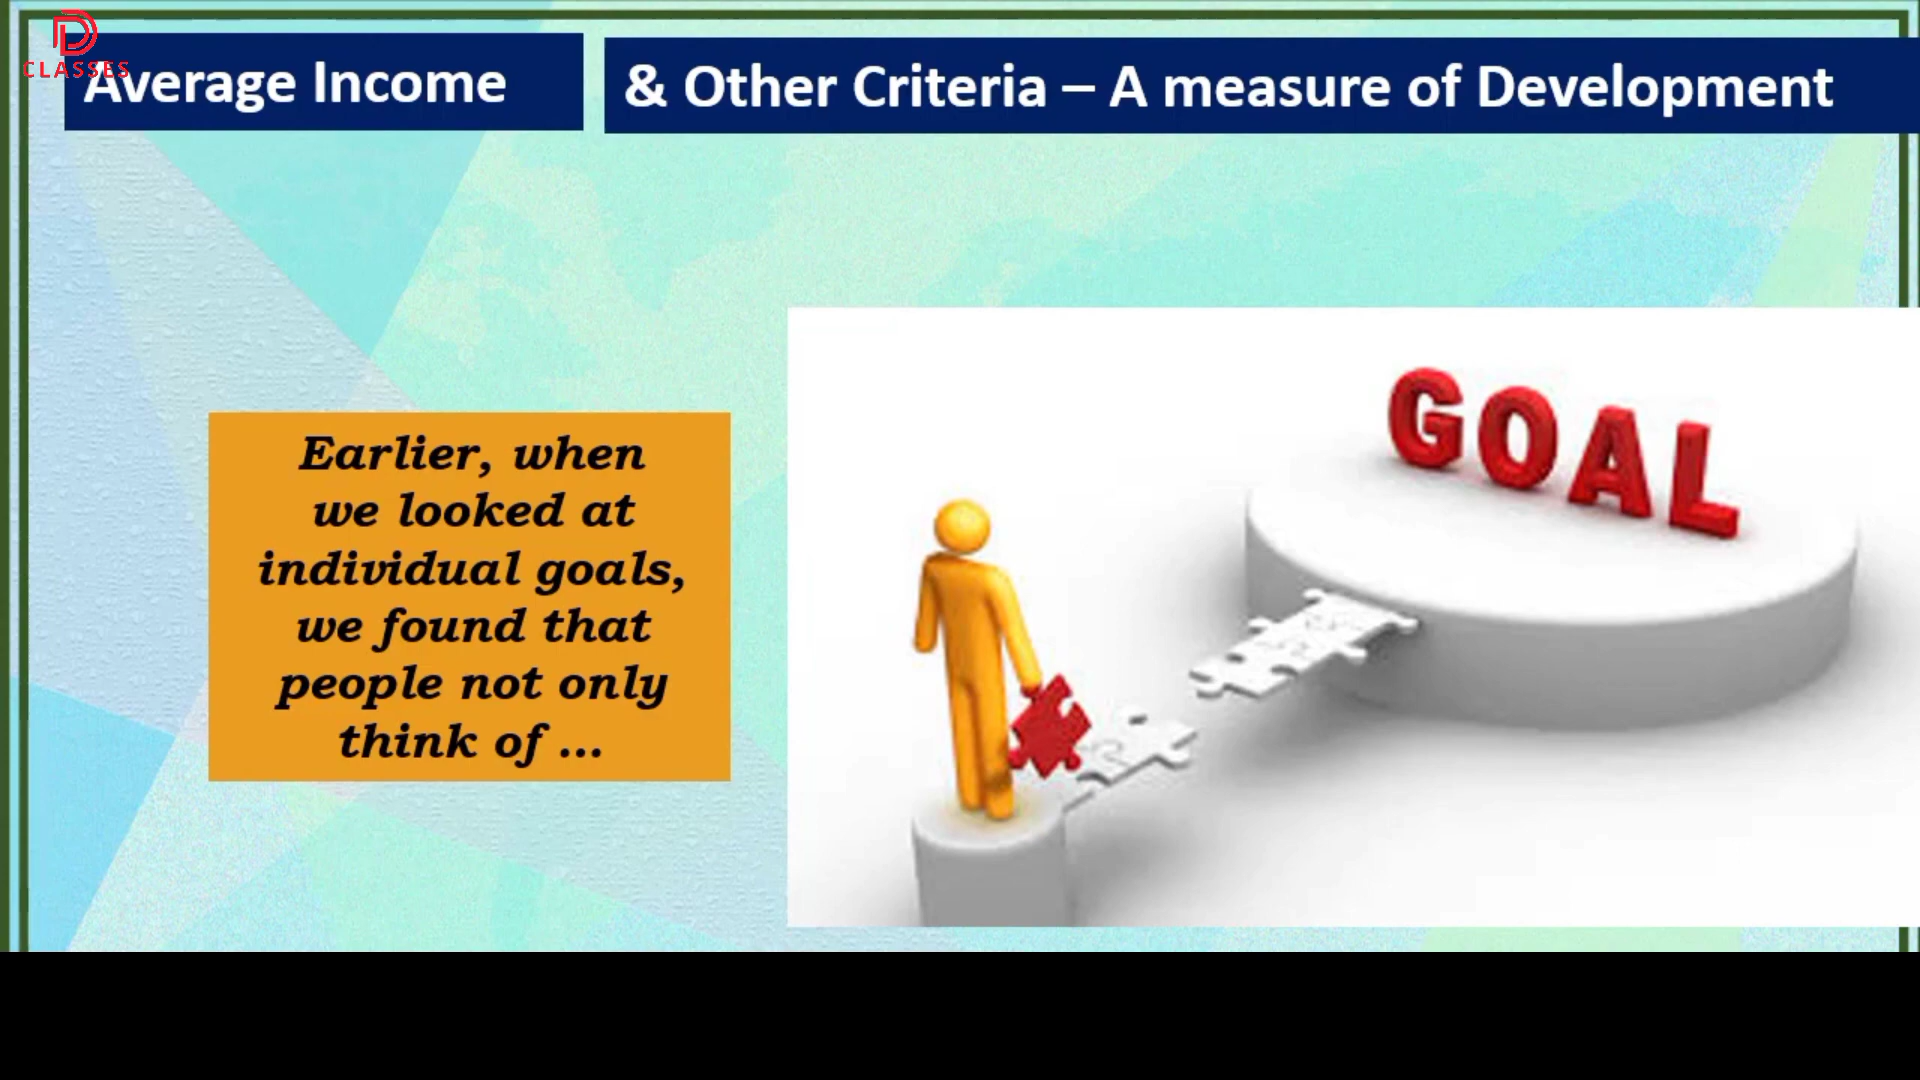 D
CLASSES
Average Income
& Other Criteria – A measure of Development
Earlier, when
we looked at
individual goals,
we found that
people not only
think of ...
GOAL